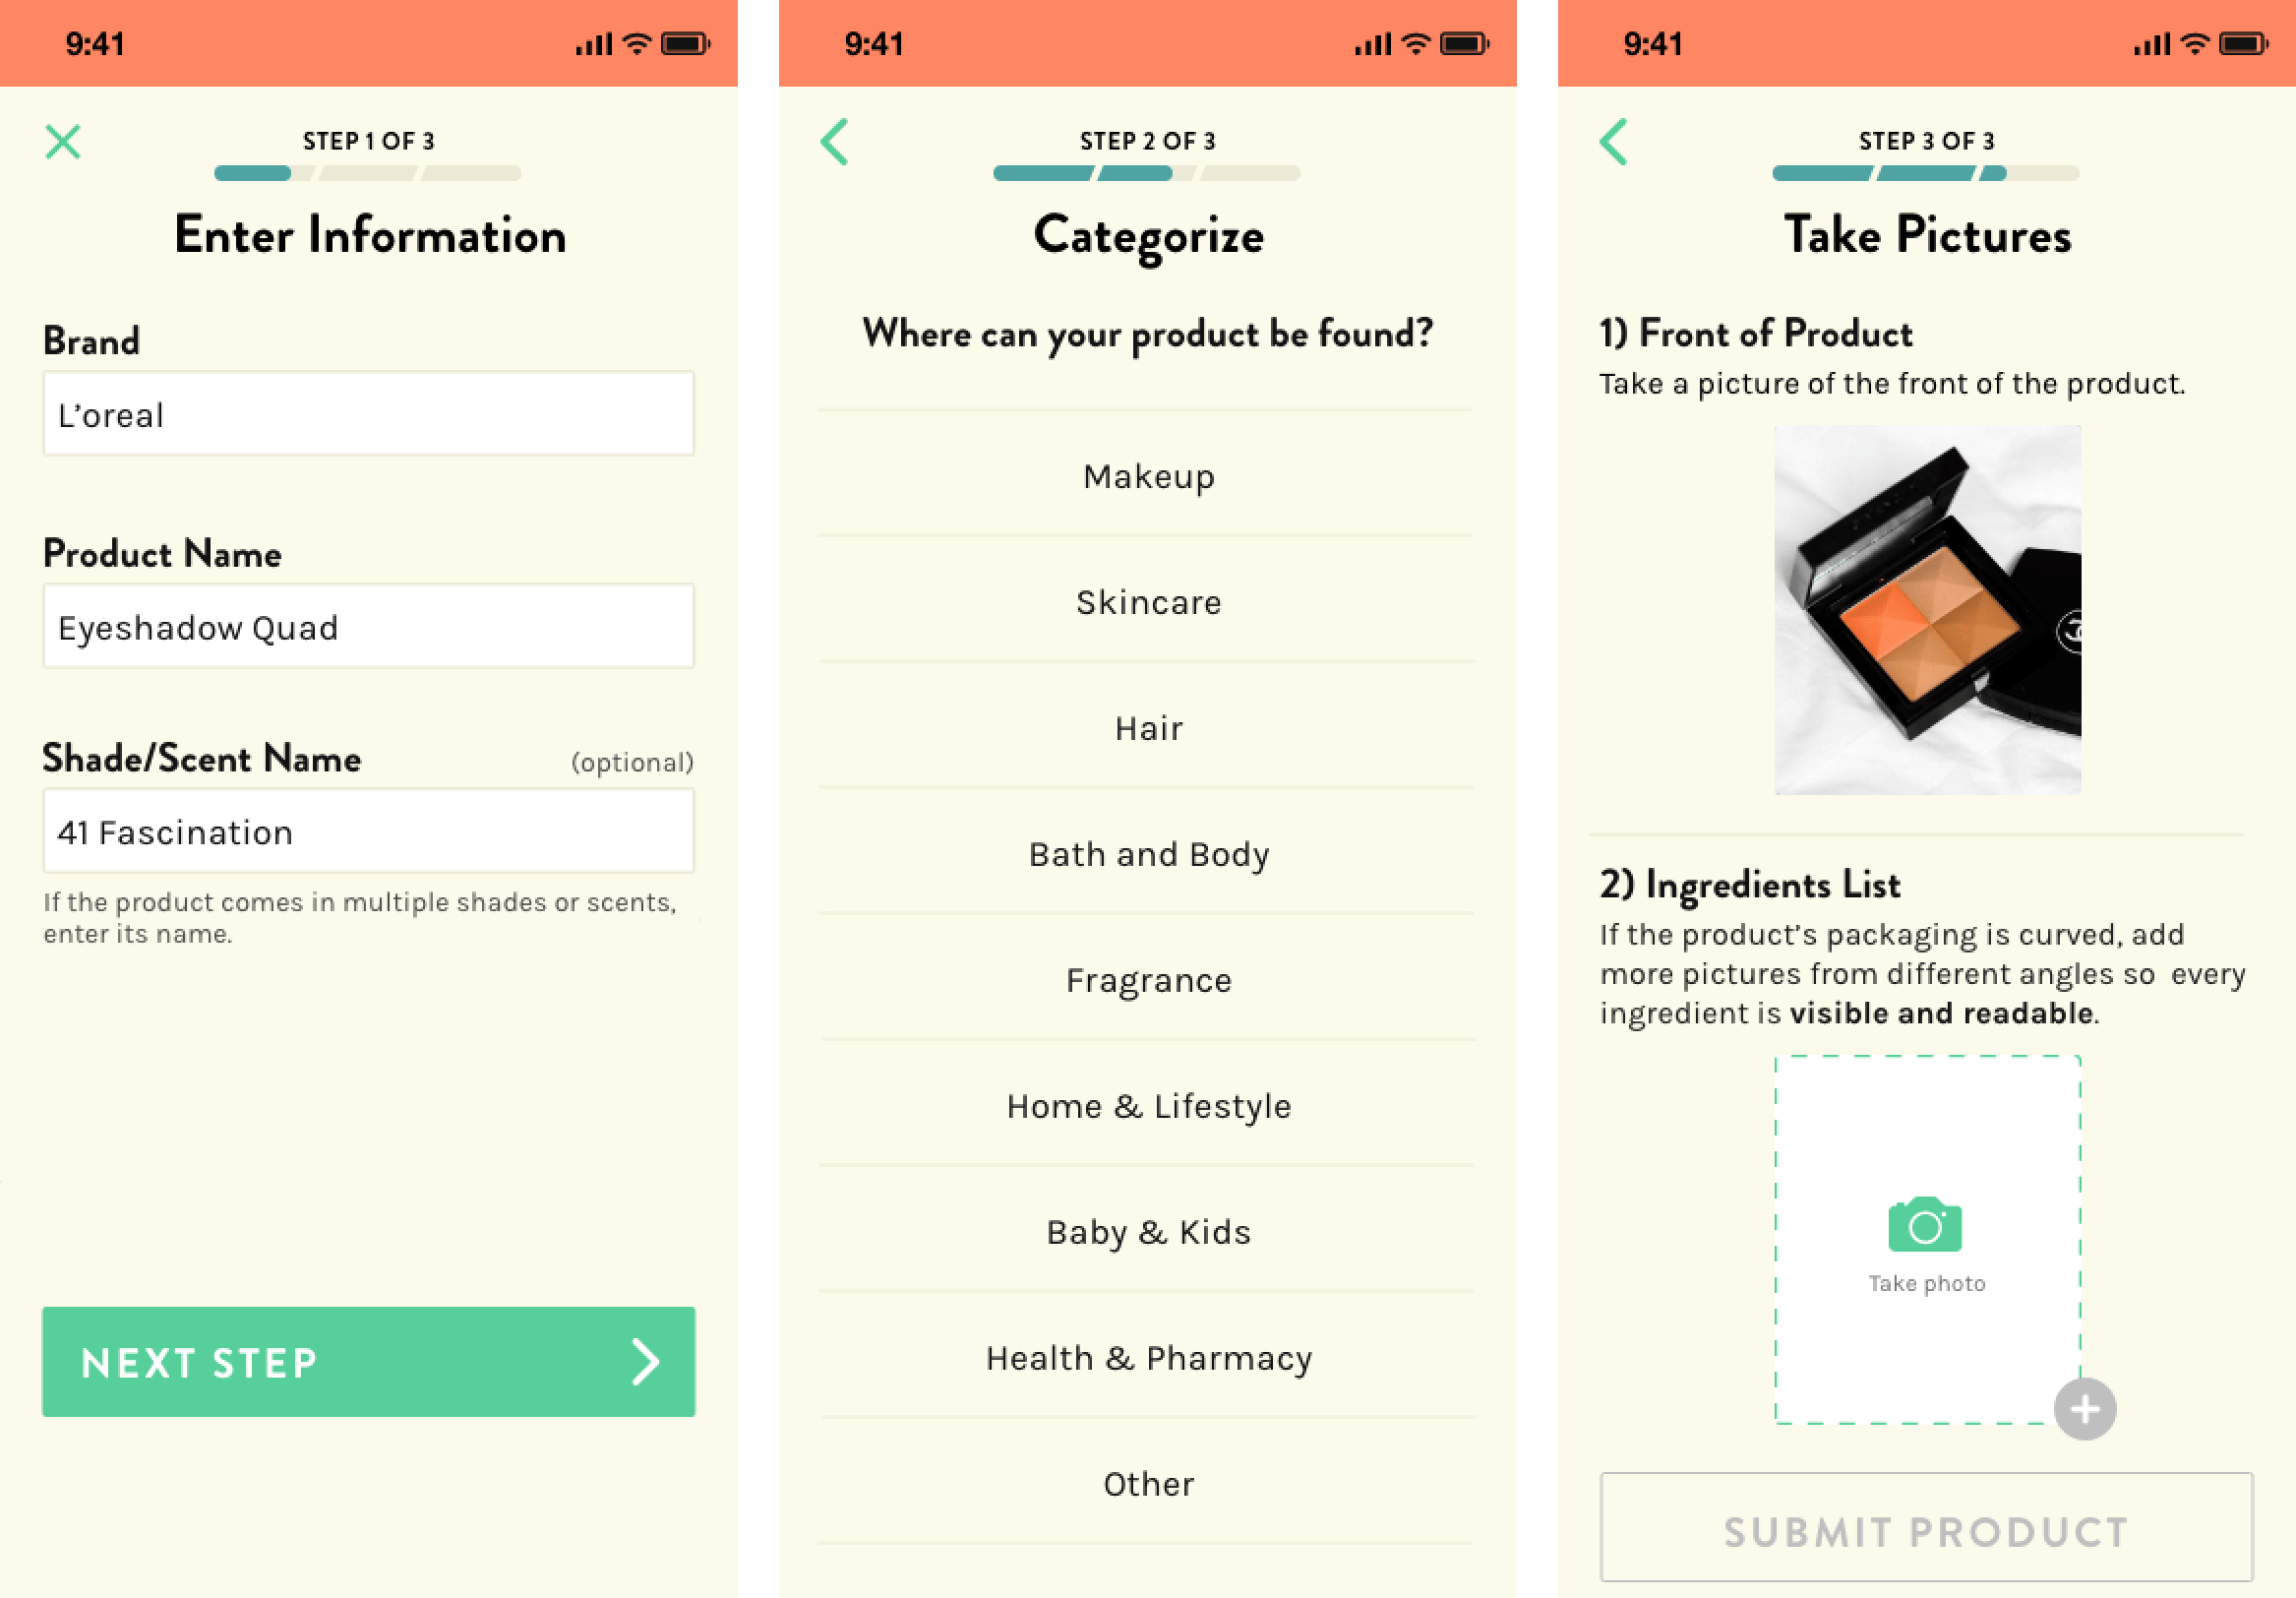 9:41
STEP 1 OF 3
Enter Information
Brand
L’oreal
Product Name
Eyeshadow Quad
Shade/Scent Name (optional)
41 Fascination
If the product comes in multiple shades or scents,
enter its name.
NEXT STEP
9:41
STEP 2 OF 3
Categorize
Where can your product be found?
Makeup
Skincare
Hair
Bath and Body
Fragrance
Home & Lifestyle
Baby & Kids
Health & Pharmacy
Other
9:41
STEP 3 OF 3
Take Pictures
1) Front of Product
Take a picture of the front of the product.
2) Ingredients List
If the product’s packaging is curved, add
more pictures from different angles so every
ingredient is visible and readable.
Take photo
SUBMIT PRODUCT